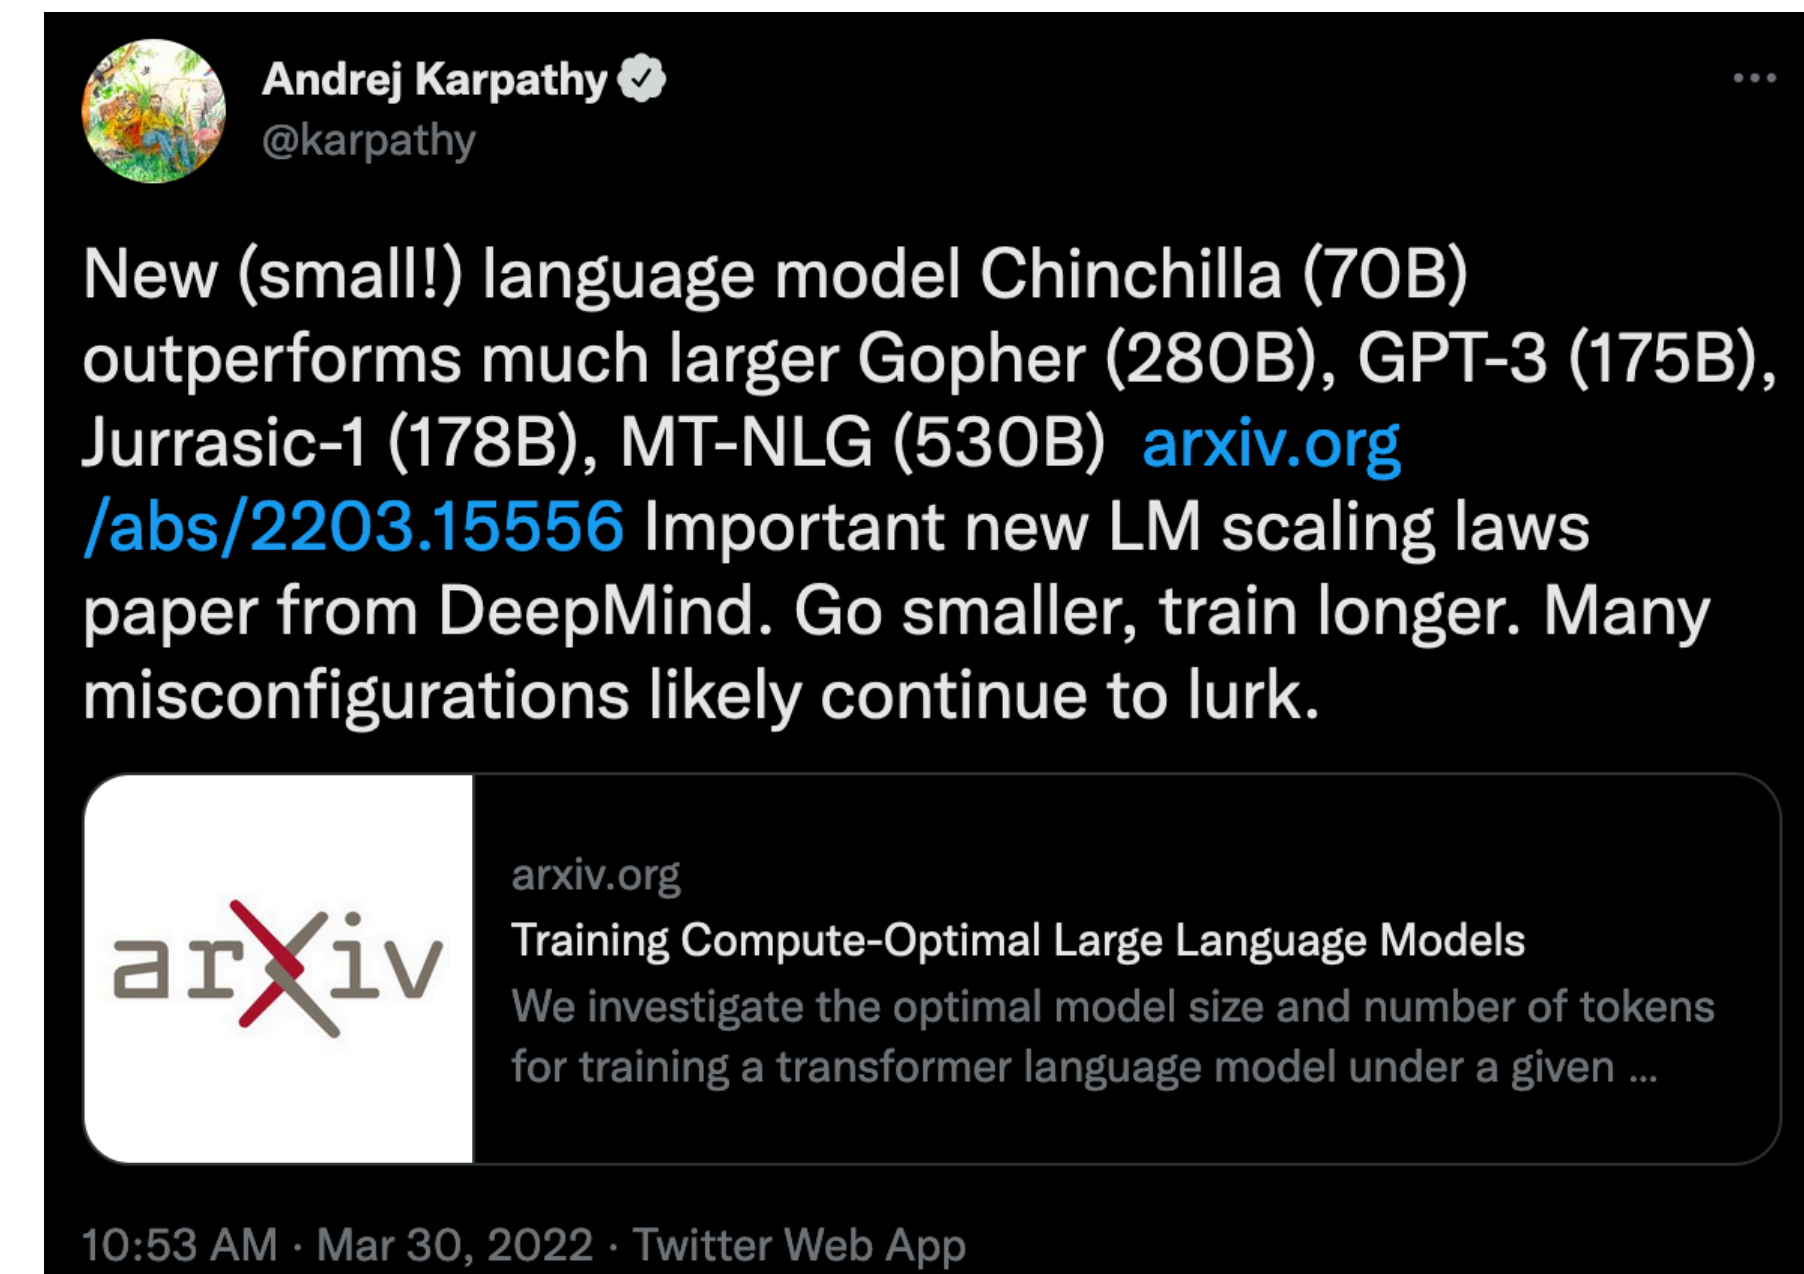 Andrej Karpathy
@karpathy
New (small!) language model Chinchilla (70B)
outperforms much larger Gopher (280B), GPT-3 (175B),
Jurrasic-1 (178B), MT-NLG (530B) arxiv.org
/abs/2203.15556 Important new LM scaling laws
paper from DeepMind. Go smaller, train longer. Many
misconfigurations likely continue to lurk.
arXiv
arxiv.org
Training Compute-Optimal Large Language Models
We investigate the optimal model size and number of tokens
for training a transformer language model under a given ...
10:53 AM · Mar 30, 2022 · Twitter Web App